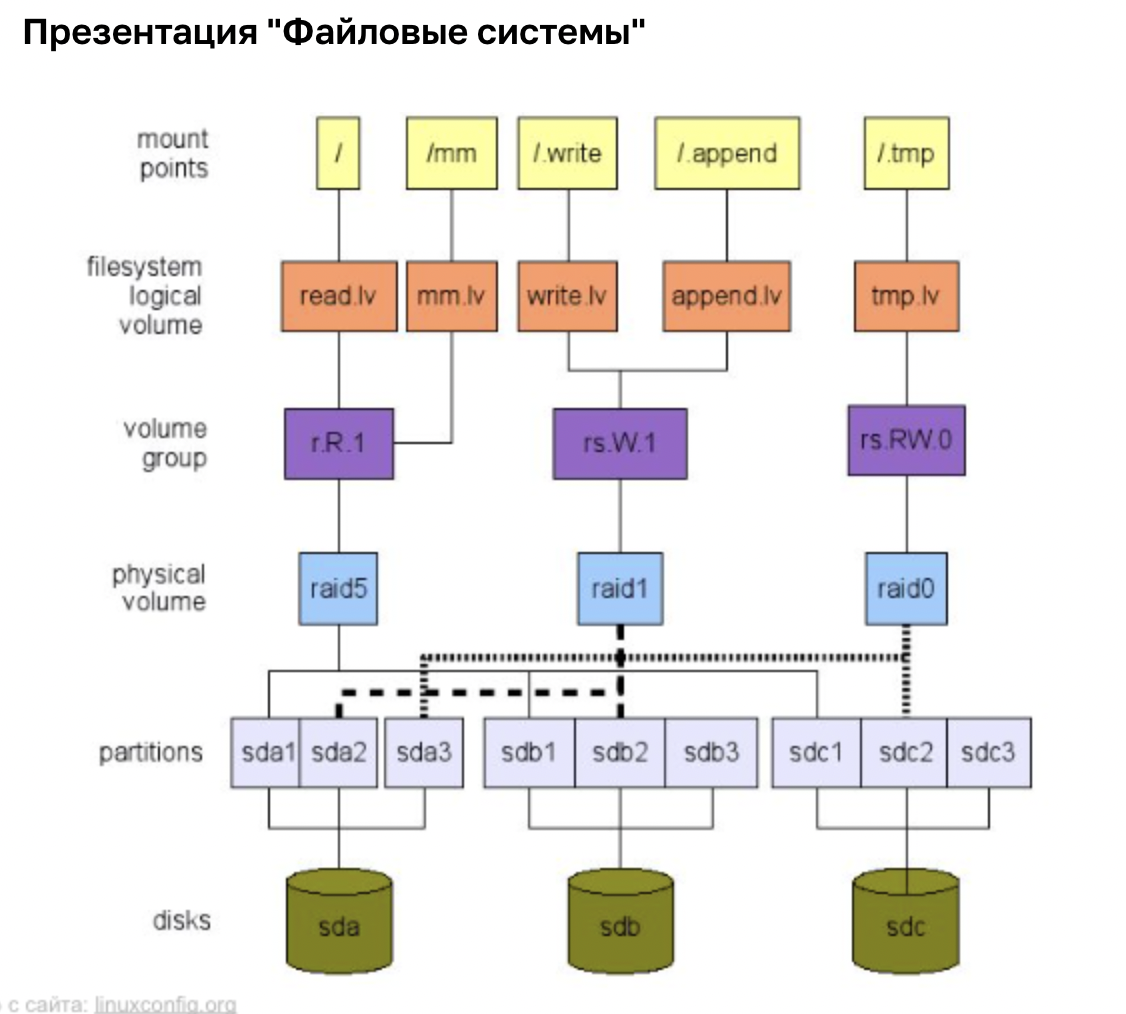 Презентация "Файловые системы"
mount
points
/
/mm
/.write
/.append
/.tmp
filesystem
logical
volume
read.lv
mm.lv
write.lv
append.lv
tmp.lv
volume
group
r.R.1
rs.W.1
rs.RW.0
physical
volume
raid5
raid1
raid0
partitions
sda1
sda2
sda3
sdb1
sdb2
sdb3
sdc1
sdc2
sdc3
disks
sda
sdb
sdc
с сайта: linuxconfig.org